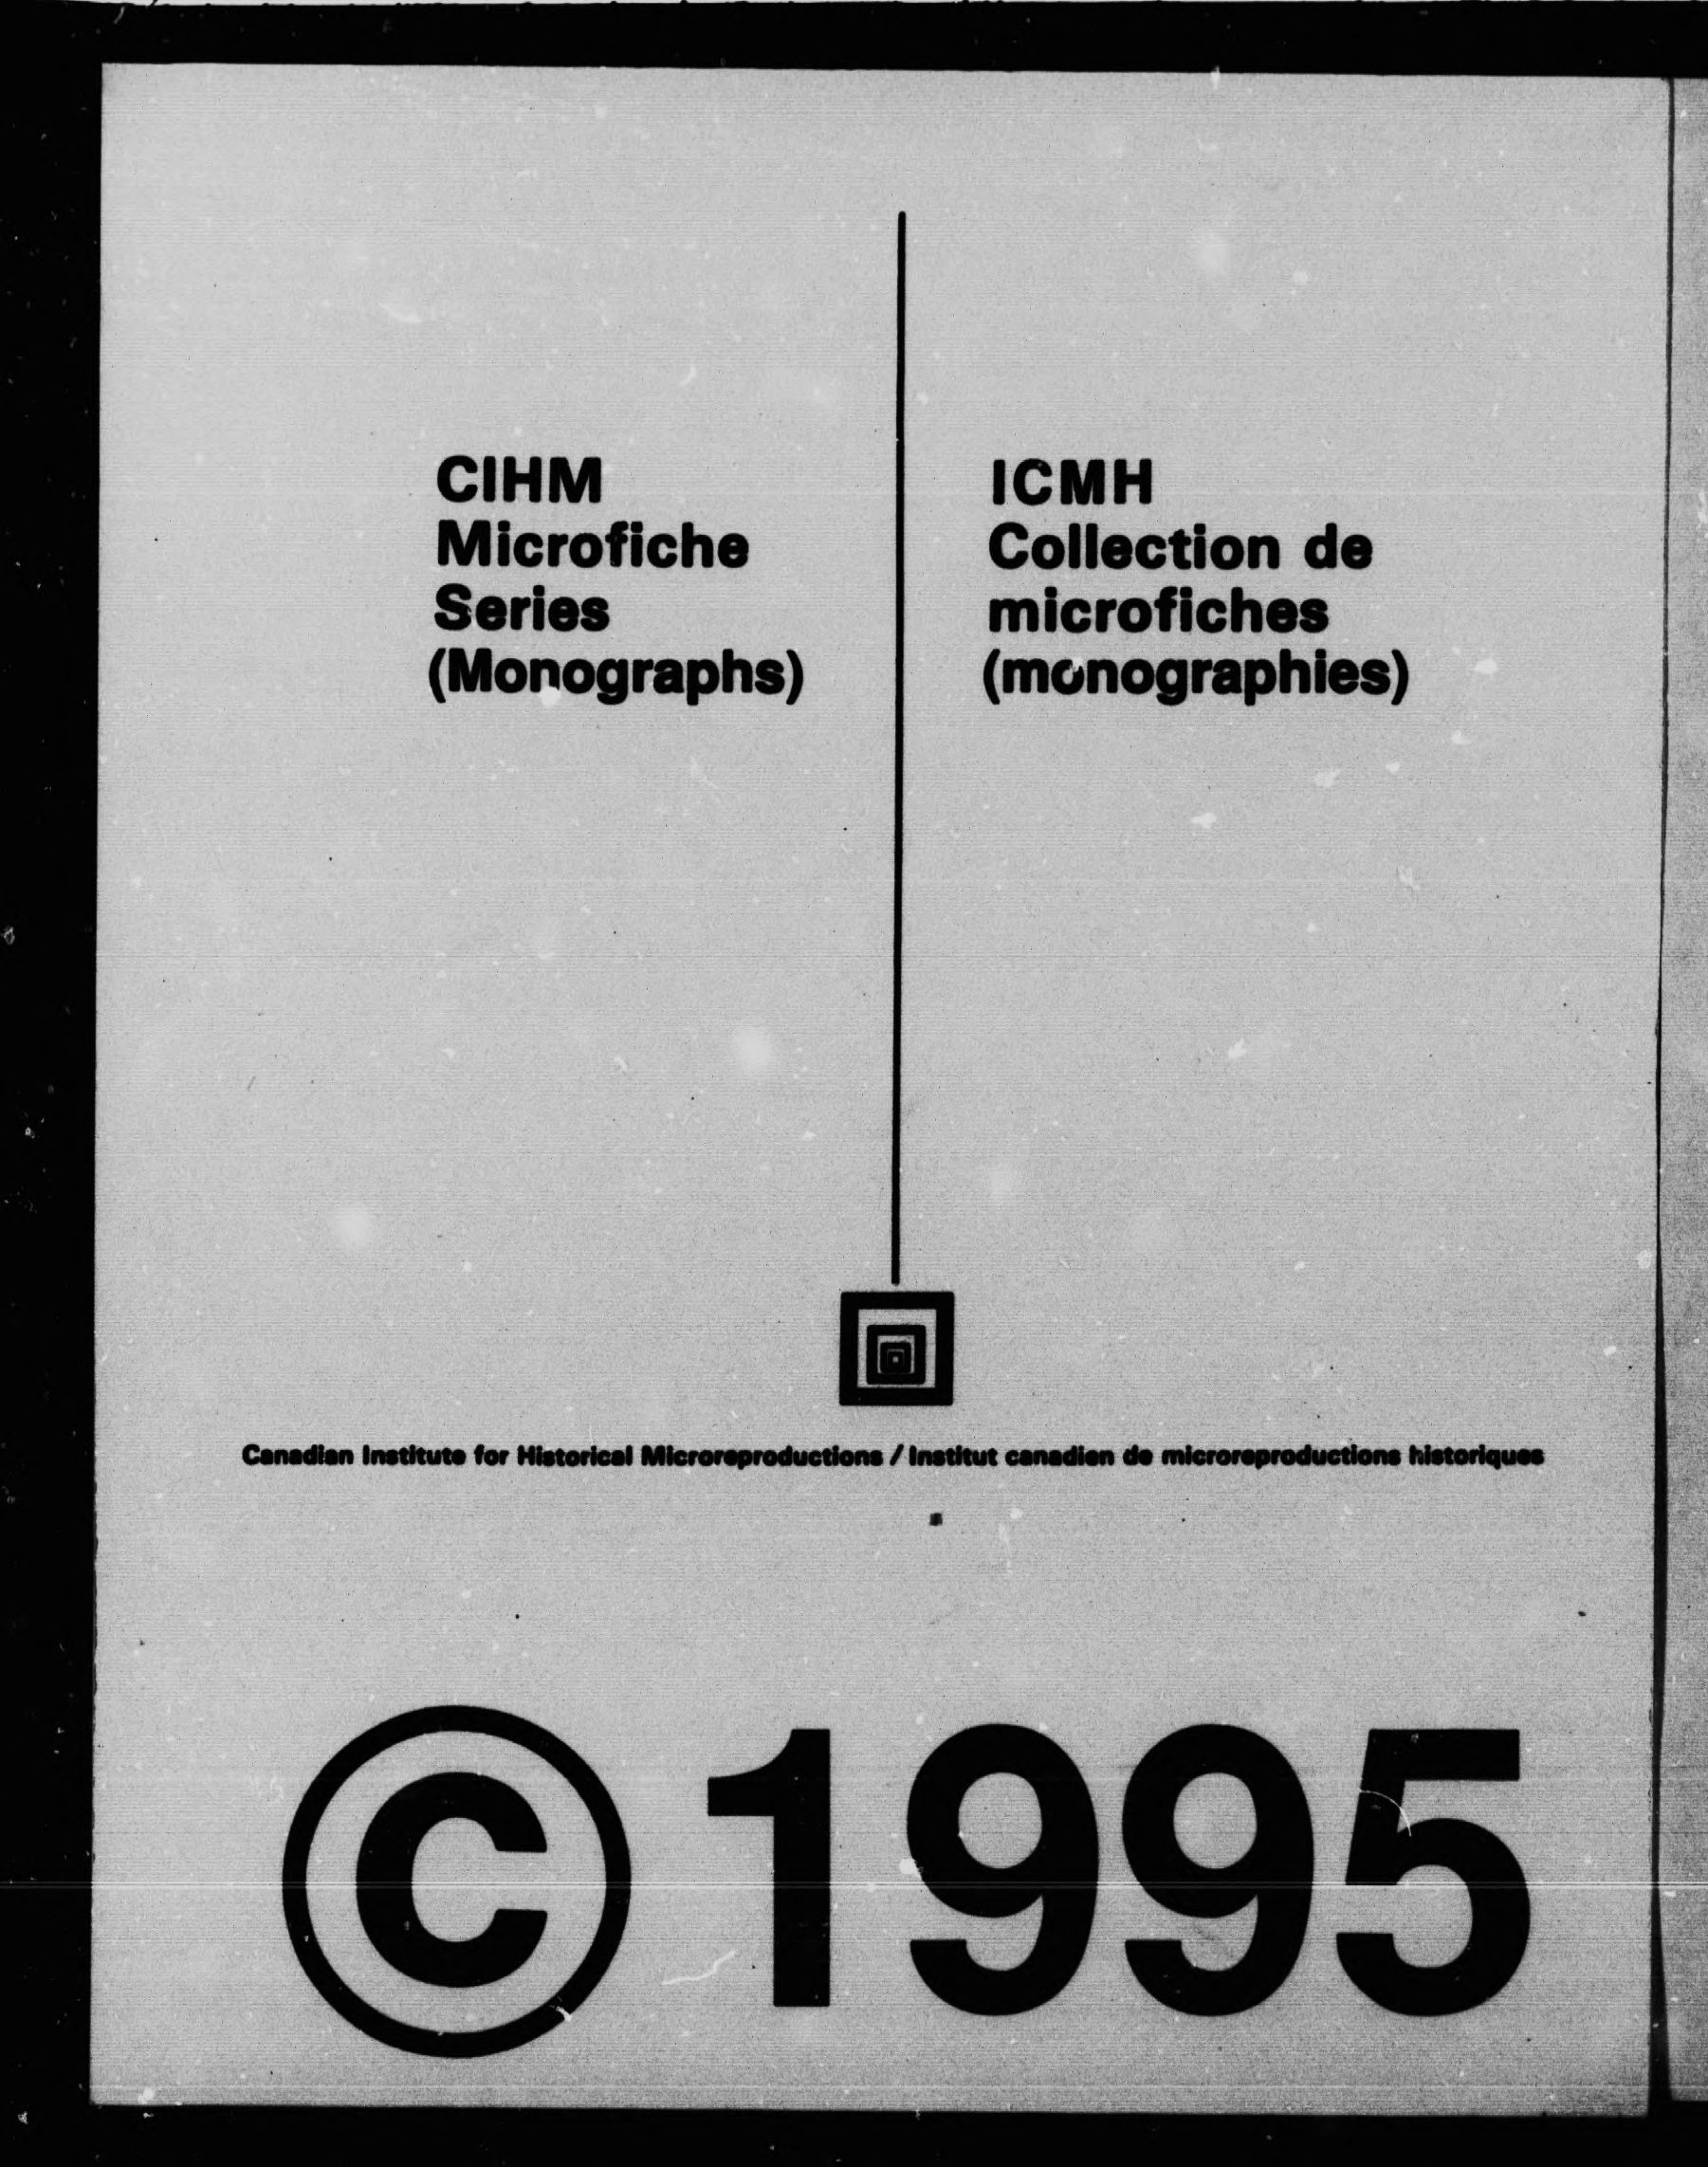 CIHM
Microfiche
Series
(Monographs)
ICMH
Collection de
microfiches
(monographies)
Canadian Institute for Historical Microreproductions / Institut canadien de microreproductions historiques
© 1995